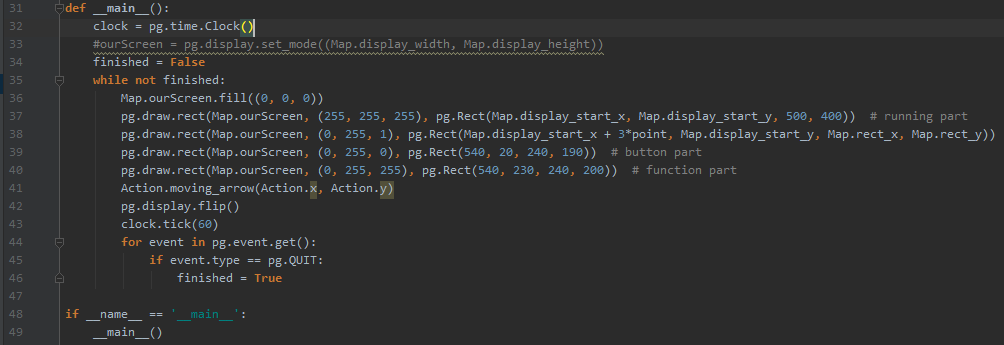 31 def __main__():
32     clock = pg.time.Clock()
33     #ourScreen = pg.display.set_mode((Map.display_width, Map.display_height))
34     finished = False
35     while not finished:
36         Map.ourScreen.fill((0, 0, 0))
37         pg.draw.rect(Map.ourScreen, (255, 255, 255), pg.Rect(Map.display_start_x, Map.display_start_y, 500, 400))  # running part
38         pg.draw.rect(Map.ourScreen, (0, 255, 1), pg.Rect(Map.display_start_x + 3*point, Map.display_start_y, Map.rect_x, Map.rect_y))
39         pg.draw.rect(Map.ourScreen, (0, 255, 0), pg.Rect(540, 20, 240, 190))  # button part
40         pg.draw.rect(Map.ourScreen, (0, 255, 255), pg.Rect(540, 230, 240, 200))  # function part
41         Action.moving_arrow(Action.x, Action.y)
42         pg.display.flip()
43         clock.tick(60)
44         for event in pg.event.get():
45             if event.type == pg.QUIT:
46                 finished = True
47
48 if __name__ == '__main__':
49     __main__()